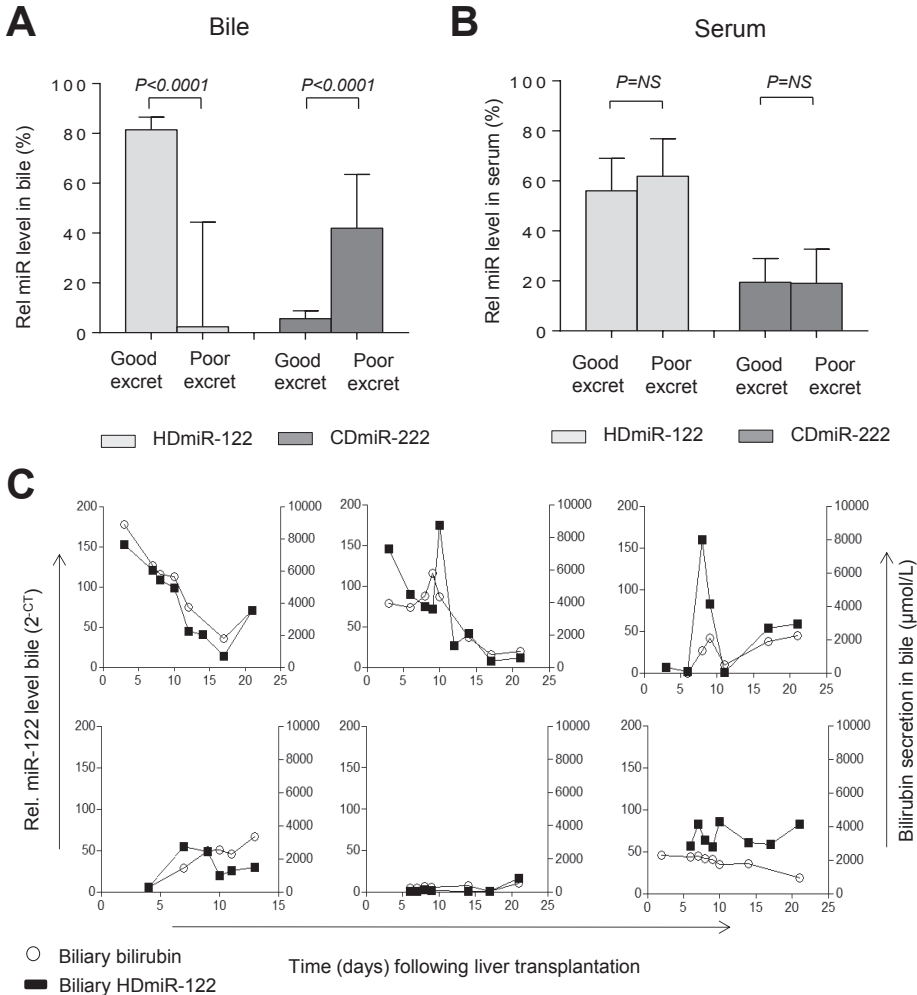 A
Bile
Rel miR level in bile (%)
100
80
60
40
20
0
P<0.0001
P<0.0001
Good
excret
Poor
excret
Good
excret
Poor
excret
HDmiR-122
CDmiR-222
B
Serum
Rel miR level in serum (%)
100
80
60
40
20
0
P=NS
P=NS
Good
excret
Poor
excret
Good
excret
Poor
excret
HDmiR-122
CDmiR-222
C
Rel. miR-122 level bile (2-CT)
200
150
100
50
0
0 5 10 15 20 25
10000
8000
6000
4000
2000
0
200
150
100
50
0
0 5 10 15 20 25
10000
8000
6000
4000
2000
0
200
150
100
50
0
0 5 10 15 20 25
10000
8000
6000
4000
2000
0
Bilirubin secretion in bile (µmol/L)
200
150
100
50
0
0 5 10 15
10000
8000
6000
4000
2000
0
200
150
100
50
0
0 5 10 15 20 25
10000
8000
6000
4000
2000
0
200
150
100
50
0
0 5 10 15 20 25
10000
8000
6000
4000
2000
0
Biliary bilirubin
Biliary HDmiR-122
Time (days) following liver transplantation